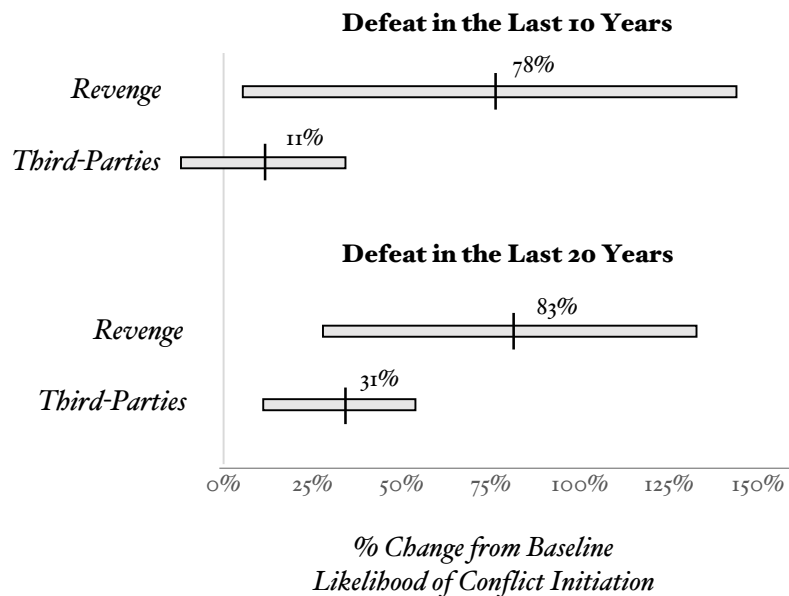 Defeat in the Last 10 Years
Revenge
78%
Third-Parties
11%
Defeat in the Last 20 Years
Revenge
83%
Third-Parties
31%
0% 25% 50% 75% 100% 125% 150%
% Change from Baseline
Likelihood of Conflict Initiation